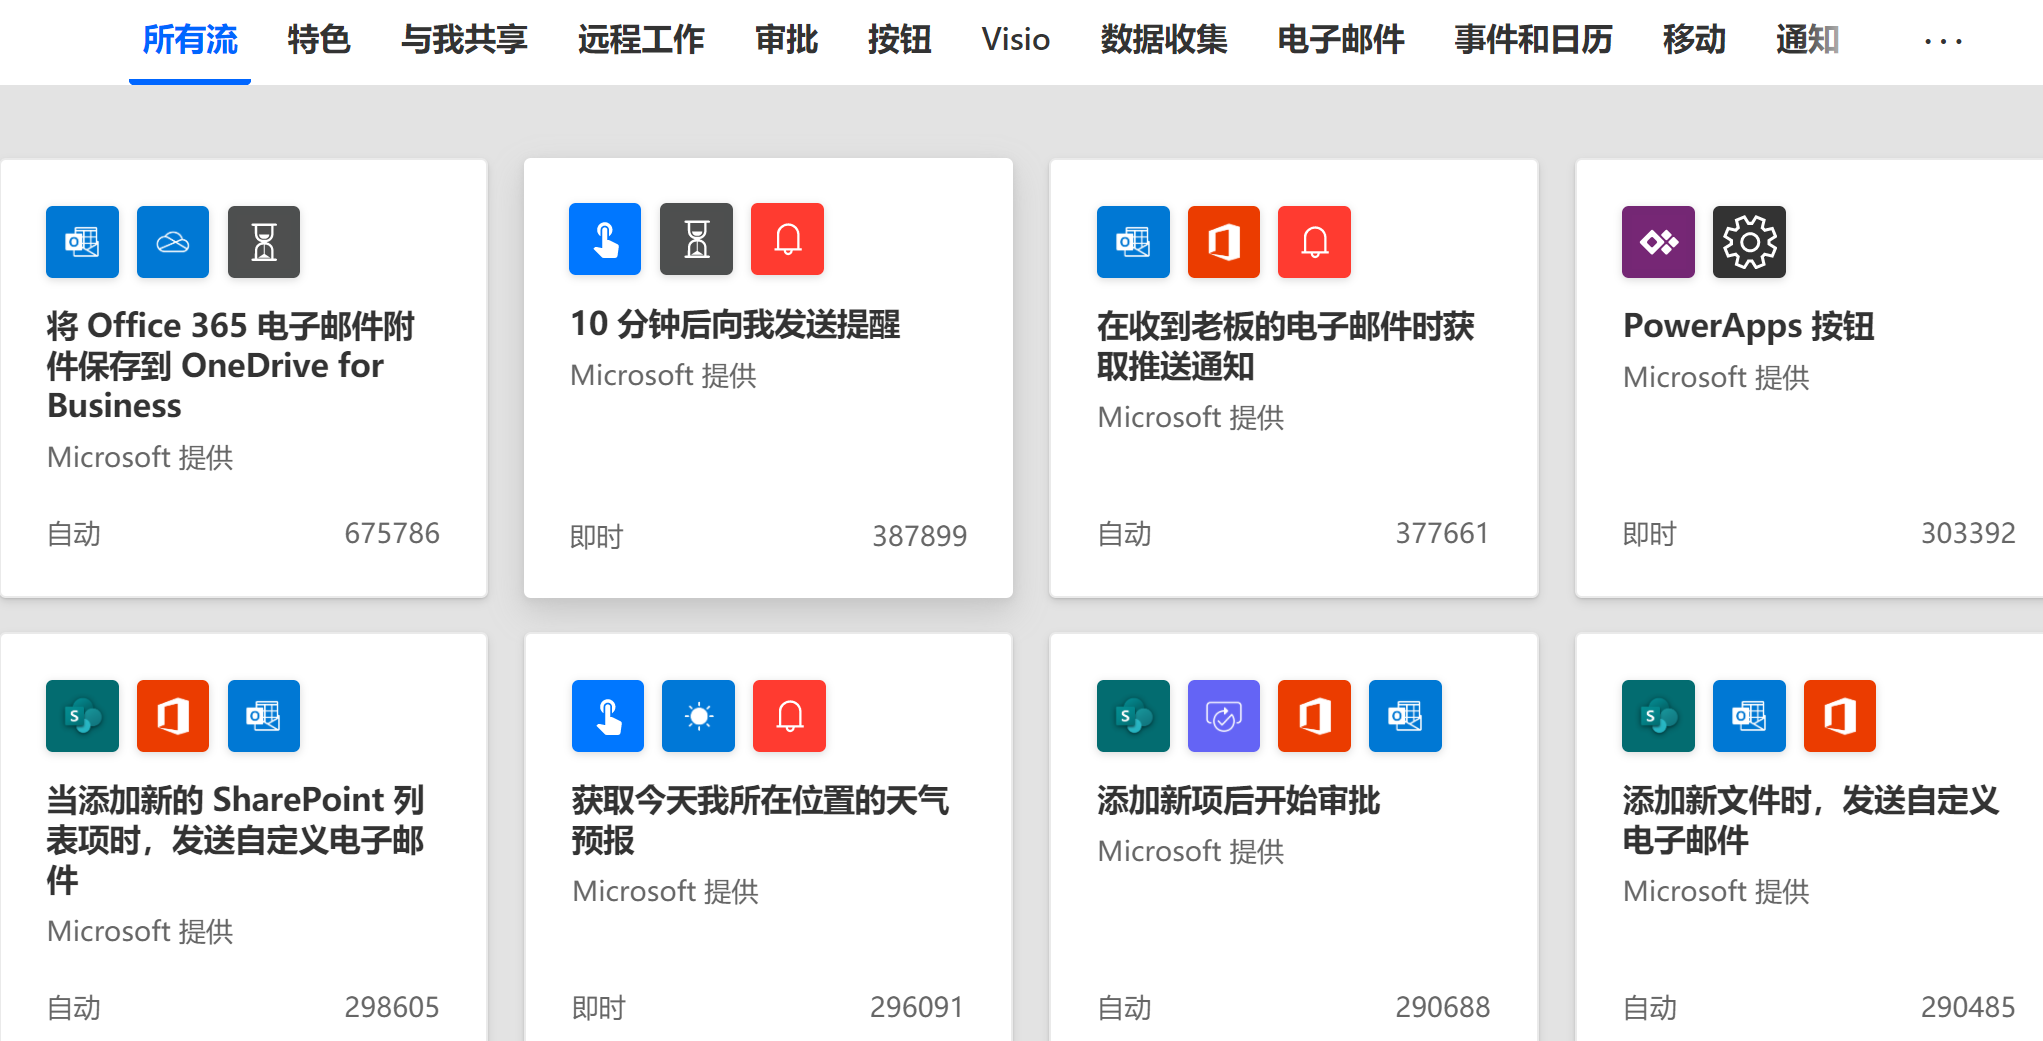 所有流 特色 与我共享 远程工作 审批 按钮 Visio 数据收集 电子邮件 事件和日历 移动 通知 ···
将 Office 365 电子邮件附
件保存到 OneDrive for
Business
Microsoft 提供
自动 675786
10 分钟后向我发送提醒
Microsoft 提供
即时 387899
在收到老板的电子邮件时获
取推送通知
Microsoft 提供
自动 377661
PowerApps 按钮
Microsoft 提供
即时 303392
当添加新的 SharePoint 列
表项时，发送自定义电子邮
件
Microsoft 提供
自动 298605
获取今天我所在位置的天气
预报
Microsoft 提供
即时 296091
添加新项后开始审批
Microsoft 提供
自动 290688
添加新文件时，发送自定义
电子邮件
Microsoft 提供
自动 290485